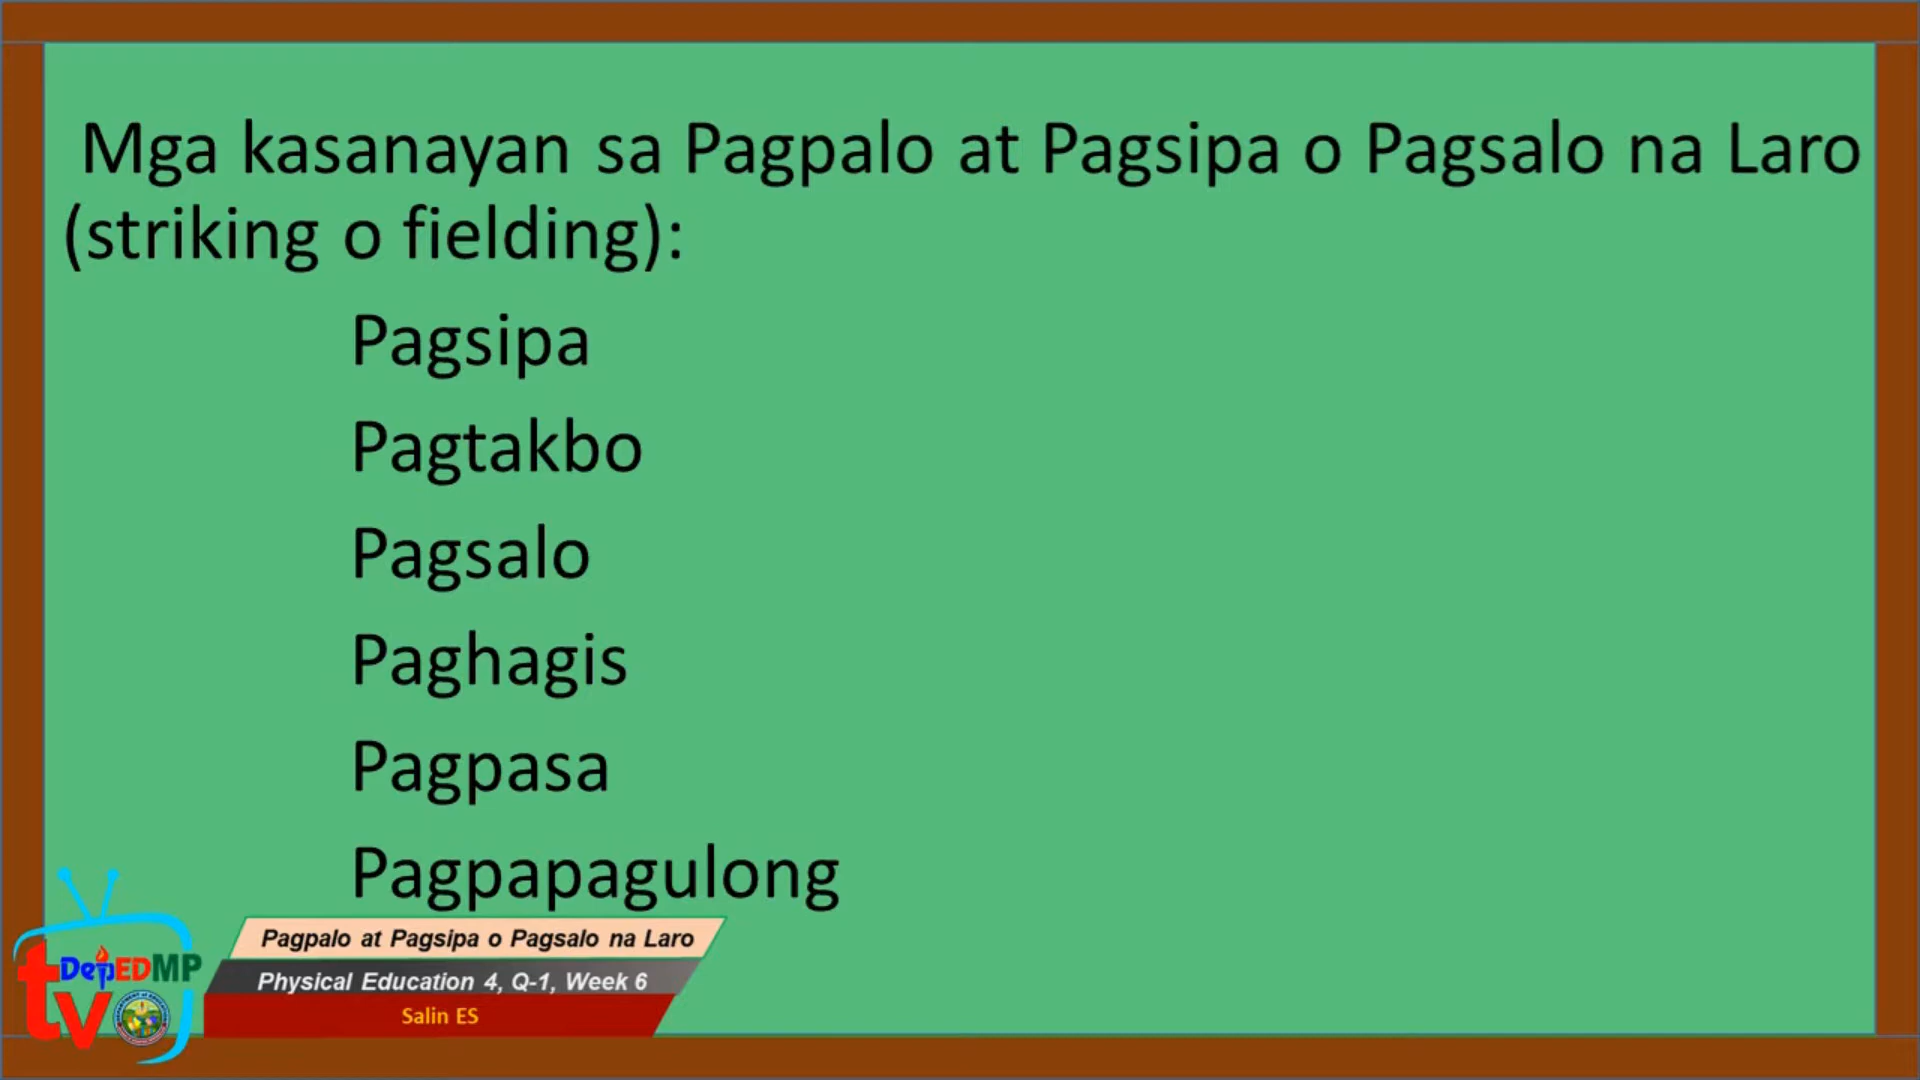 Mga kasanayan sa Pagpalo at Pagsipa o Pagsalo na Laro
(striking o fielding):
Pagsipa
Pagtakbo
Pagsalo
Paghagis
Pagpasa
Pagpapagulong
Pagpalo at Pagsipa o Pagsalo na Laro
Physical Education 4, Q-1, Week 6
Salin ES
DepEDMP
tv